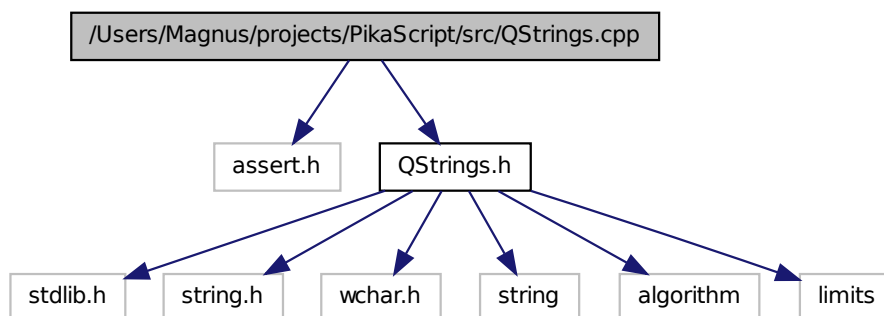 /Users/Magnus/projects/PikaScript/src/QStrings.cpp
assert.h
QStrings.h
stdlib.h
string.h
wchar.h
string
algorithm
limits